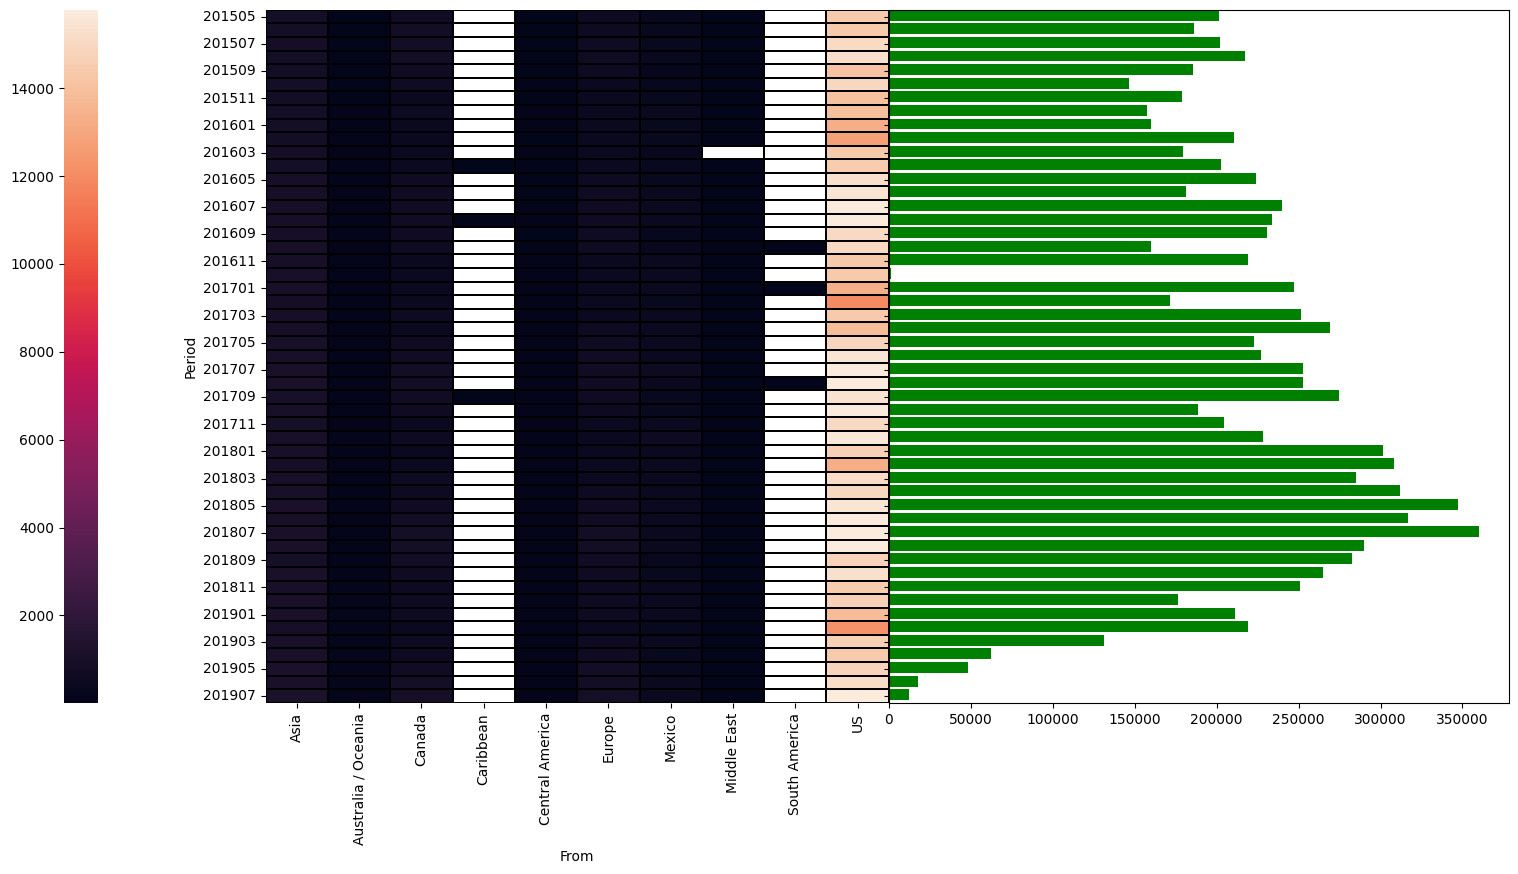 14000
12000
10000
8000
6000
4000
2000
Period
201505
201507
201509
201511
201601
201603
201605
201607
201609
201611
201701
201703
201705
201707
201709
201711
201801
201803
201805
201807
201809
201811
201901
201903
201905
201907
Asia
Australia / Oceania
Canada
Caribbean
Central America
Europe
Mexico
Middle East
South America
US
From
0 50000 100000 150000 200000 250000 300000 350000